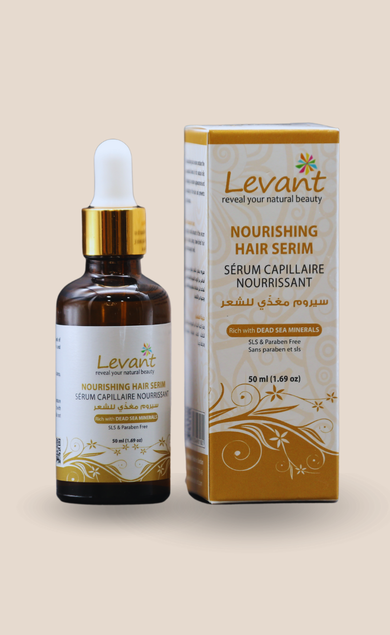 Levant
reveal your natural beauty
NOURISHING HAIR SERIM
SÉRUM CAPILLAIRE NOURRISSANT
سيروم مغذّي للشعر
Rich with DEAD SEA MINERALS
SLS & Paraben Free
50 ml (1.69 oz)
Levant
reveal your natural beauty
NOURISHING
HAIR SERIM
SÉRUM CAPILLAIRE
NOURRISSANT
سيروم مغذّي للشعر
Rich with DEAD SEA MINERALS
SLS & Paraben Free
Sans paraben et sls
50 ml (1.69 oz)